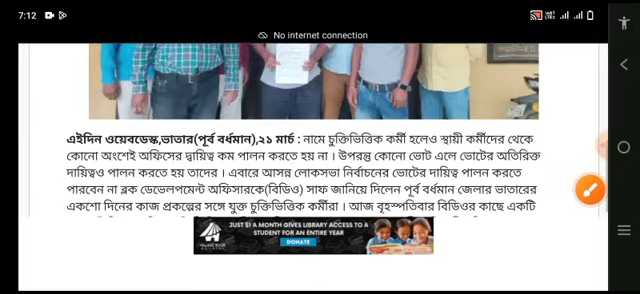 7:12
No internet connection
এইদিন ওয়েবডেস্ক,ভাতার(পূর্ব বর্ধমান),২১ মার্চ : নামে চুক্তিভিত্তিক কর্মী হলেও স্থায়ী কর্মীদের থেকে
কোনো অংশেই অফিসের দ্বায়িত্ব কম পালন করতে হয় না । উপরন্তু কোনো ভোট এলে ভোটের অতিরিক্ত
দায়িত্বও পালন করতে হয় তাদের । এবারে আসন্ন লোকসভা নির্বাচনের ভোটের দায়িত্ব পালন করতে
পারবেন না ব্লক ডেভেলপমেন্ট অফিসারকে(বিডিও) সাফ জানিয়ে দিলেন পূর্ব বর্ধমান জেলার ভাতারের
একশো দিনের কাজ প্রকল্পের সঙ্গে যুক্ত চুক্তিভিত্তিক কর্মীরা । আজ বৃহস্পতিবার বিডিওর কাছে একটি
JUST $1 A MONTH GIVES LIBRARY ACCESS TO A
STUDENT FOR AN ENTIRE YEAR
DONATE